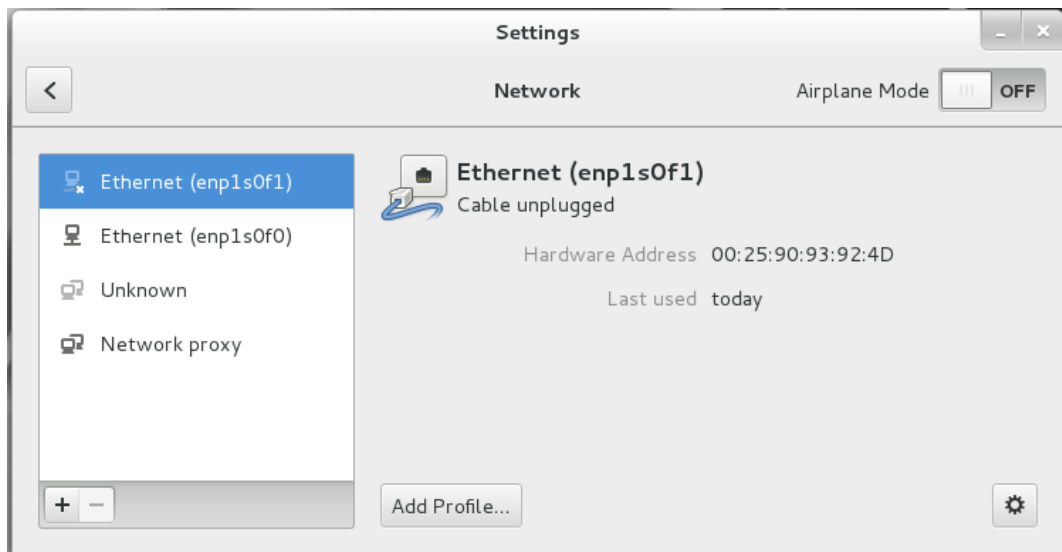 Settings
Network
Airplane Mode OFF
Ethernet (enp1s0f1)
Ethernet (enp1s0f0)
Unknown
Network proxy
Ethernet (enp1s0f1)
Cable unplugged
Hardware Address 00:25:90:93:92:4D
Last used today
Add Profile...